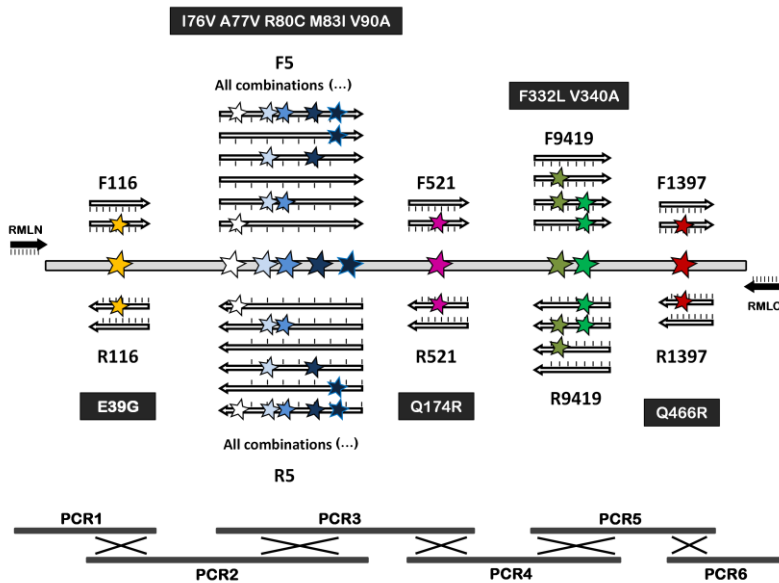 I76V A77V R80C M83I V90A
F5
All combinations (...)
F332L V340A
F9419
F116
F521
F1397
RMLN
RMLC
R116
R521
R1397
R9419
E39G
Q174R
Q466R
All combinations (...)
R5
PCR1
PCR3
PCR5
PCR2
PCR4
PCR6